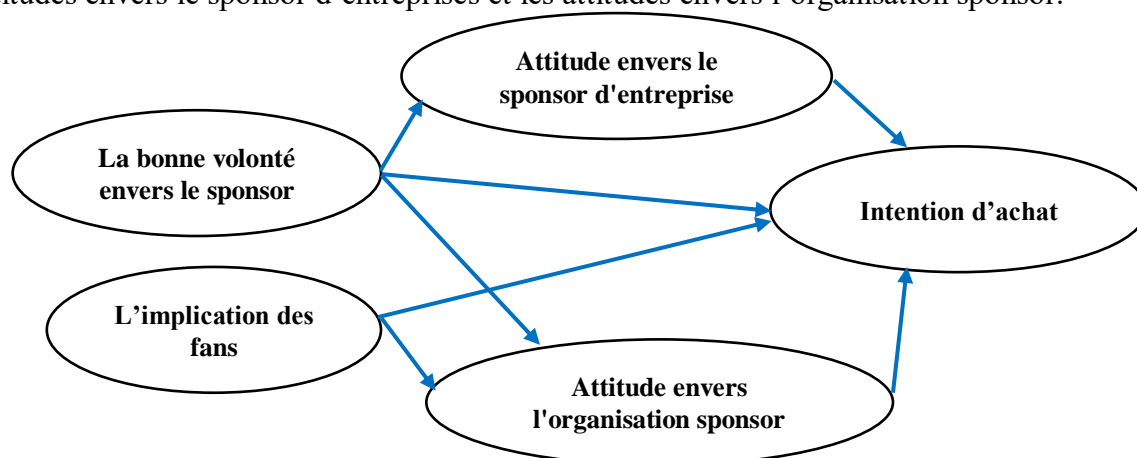 titudes envers le sponsor d'entreprises et les attitudes envers l'organisation sponsor.
Attitude envers le
sponsor d'entreprise
La bonne volonté
envers le sponsor
Intention d’achat
L’implication des
fans
Attitude envers
l'organisation sponsor